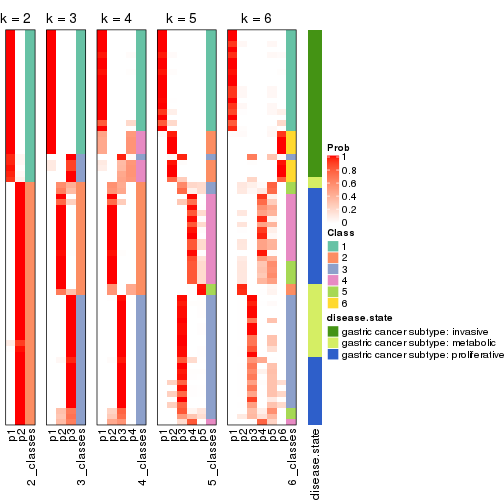 k = 2 k = 3 k = 4 k = 5 k = 6
Prob
1
0.8
0.6
0.4
0.2
0
Class
1
2
3
4
5
6
disease.state
gastric cancer subtype: invasive
gastric cancer subtype: metabolic
gastric cancer subtype: proliferative
p1 p2 2_classes p1 p2 p3 3_classes p1 p2 p3 p4 4_classes p1 p2 p3 p4 p5 5_classes p1 p2 p3 p4 p5 p6 6_classes disease.state